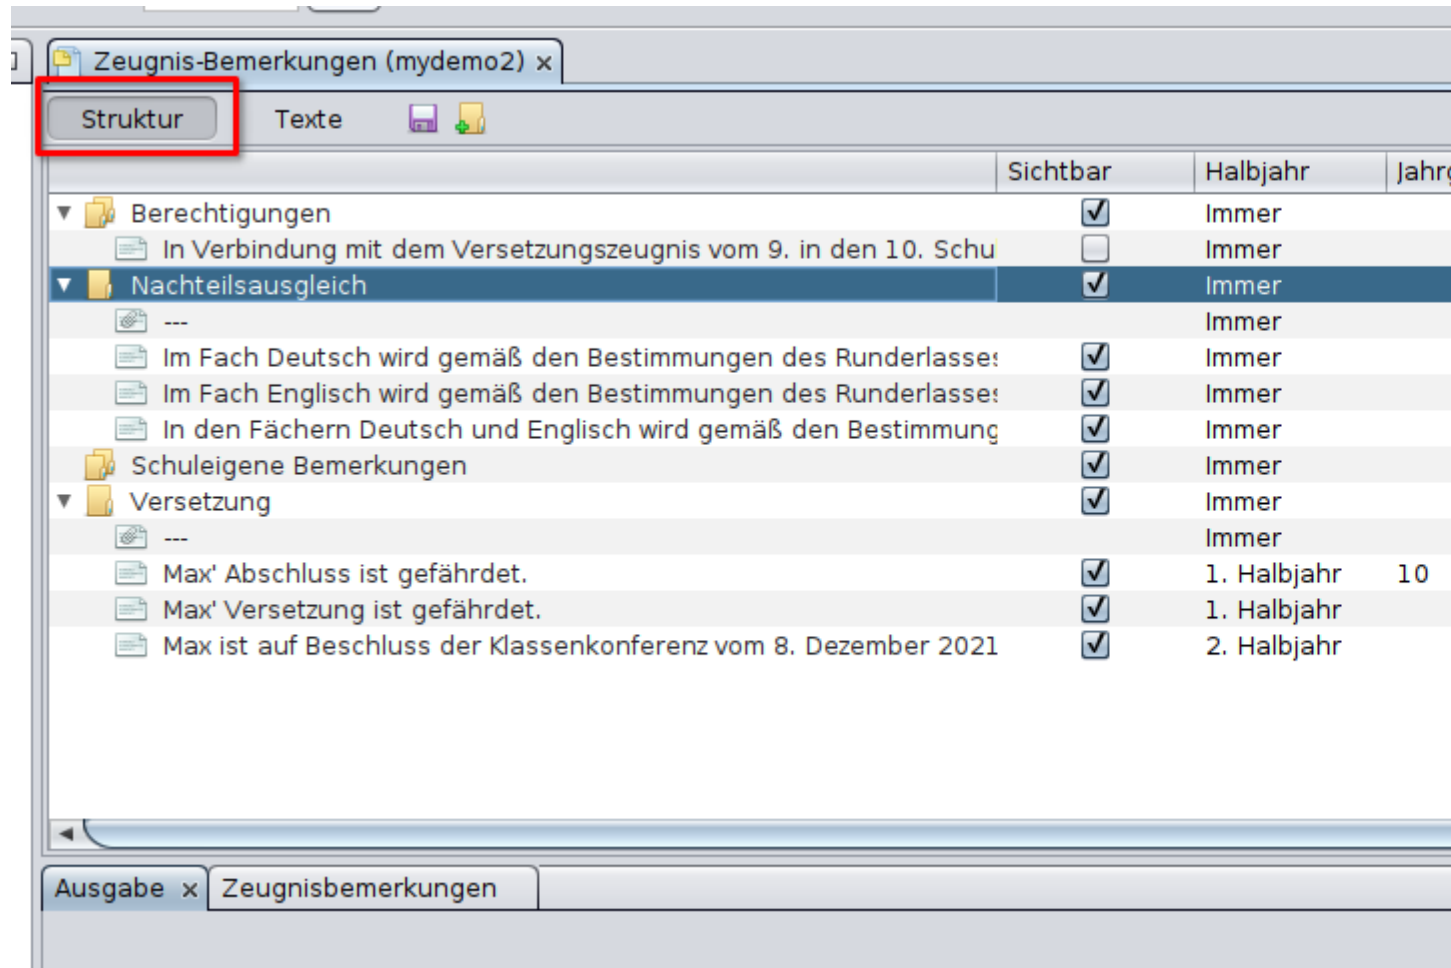 Zeugnis-Bemerkungen (mydemo2)
Struktur Texte
Sichtbar Halbjahr
Berechtigungen Immer
In Verbindung mit dem Versetzungszeugnis vom 9. in den 10. Schu Immer
Nachteilsausgleich Immer
--- Immer
Im Fach Deutsch wird gemäß den Bestimmungen des Runderlasses Immer
Im Fach Englisch wird gemäß den Bestimmungen des Runderlasses Immer
In den Fächern Deutsch und Englisch wird gemäß den Bestimmung Immer
Schuleigene Bemerkungen Immer
Versetzung Immer
--- Immer
Max' Abschluss ist gefährdet. 1. Halbjahr 10
Max' Versetzung ist gefährdet. 1. Halbjahr
Max ist auf Beschluss der Klassenkonferenz vom 8. Dezember 2021 2. Halbjahr
Ausgabe Zeugnisbemerkungen